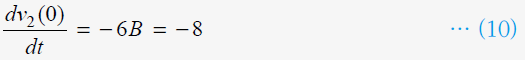 dv₂(0)/dt = −6B = −8 ⋯ (10)